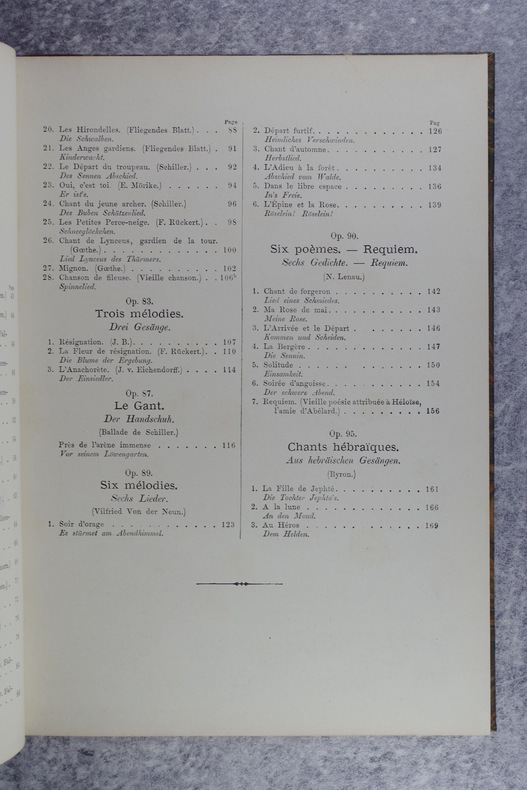 Page
20. Les Hirondelles. (Fliegendes Blatt.) . . . 88
Die Schwalben.
21. Les Anges gardiens. (Fliegendes Blatt.) . 91
Kinderwacht.
22. Le Départ du troupeau. (Schiller.) . . . 92
Des Sennen Abschied.
23. Oui, c'est toi. (E. Mörike.) . . . . . . 94
Er ist's.
24. Chant du jeune archer. (Schiller.) 96
Des Buben Schützenlied.
25. Les Petites Perce-neige. (F. Rückert.) . . 98
Schneeglöckchen.
26. Chant de Lynceus, gardien de la tour.
(Gœthe.) . . . . . . . . . . . . . 100
Lied Lynceus des Thürmers.
27. Mignon. (Gœthe.) . . . . . . . . . . 102
28. Chanson de fileuse. (Vieille chanson.) . . 106b
Spinnelied.
Op. 83.
Trois mélodies.
Drei Gesänge.
1. Résignation. (J. B.) . . . . . . . . . 107
2. La Fleur de résignation. (F. Rückert.) . . 110
Die Blume der Ergebung.
3. L'Anachorète. (J. v. Eichendorff.) . . . . 114
Der Einsiedler.
Op. 87.
Le Gant.
Der Handschuh.
(Ballade de Schiller.)
Près de l'arène immense . . . . . . . 116
Vor seinem Löwengarten.
Op. 89.
Six mélodies.
Sechs Lieder.
(Vilfried Von der Neun.)
1. Soir d'orage . . . . . . . . . . . . 123
Es stürmet am Abendhimmel.
Pag
2. Départ furtif. . . . . . . . . . . . 126
Heimliches Verschwinden.
3. Chant d'automne . . . . . . . . . . 127
Herbstlied.
4. L'Adieu à la forêt . . . . . . . . . 134
Abschied vom Walde.
5. Dans le libre espace . . . . . . . . 136
In's Freie.
6. L'Épine et la Rose. . . . . . . . . . 139
Röselein! Röselein!
Op. 90.
Six poèmes. — Requiem.
Sechs Gedichte. — Requiem.
(N. Lenau.)
1. Chant de forgeron . . . . . . . . . 142
Lied eines Schmiedes.
2. Ma Rose de mai . . . . . . . . . . 143
Meine Rose.
3. L'Arrivée et le Départ . . . . . . . 146
Kommen und Scheiden.
4. La Bergère . . . . . . . . . . . . 147
Die Sennin.
5. Solitude . . . . . . . . . . . . . 150
Einsamkeit.
6. Soirée d'angoisse . . . . . . . . . . 154
Der schwere Abend.
7. Requiem. (Vieille poésie attribuée à Héloïse,
l'amie d'Abélard.) . . . . . . . . . 156
Op. 95.
Chants hébraïques.
Aus hebräischen Gesängen.
(Byron.)
1. La Fille de Jephté. . . . . . . . . . 161
Die Tochter Jephta's.
2. A la lune . . . . . . . . . . . . 166
An den Mond.
3. Au Héros . . . . . . . . . . . . 169
Dem Helden.